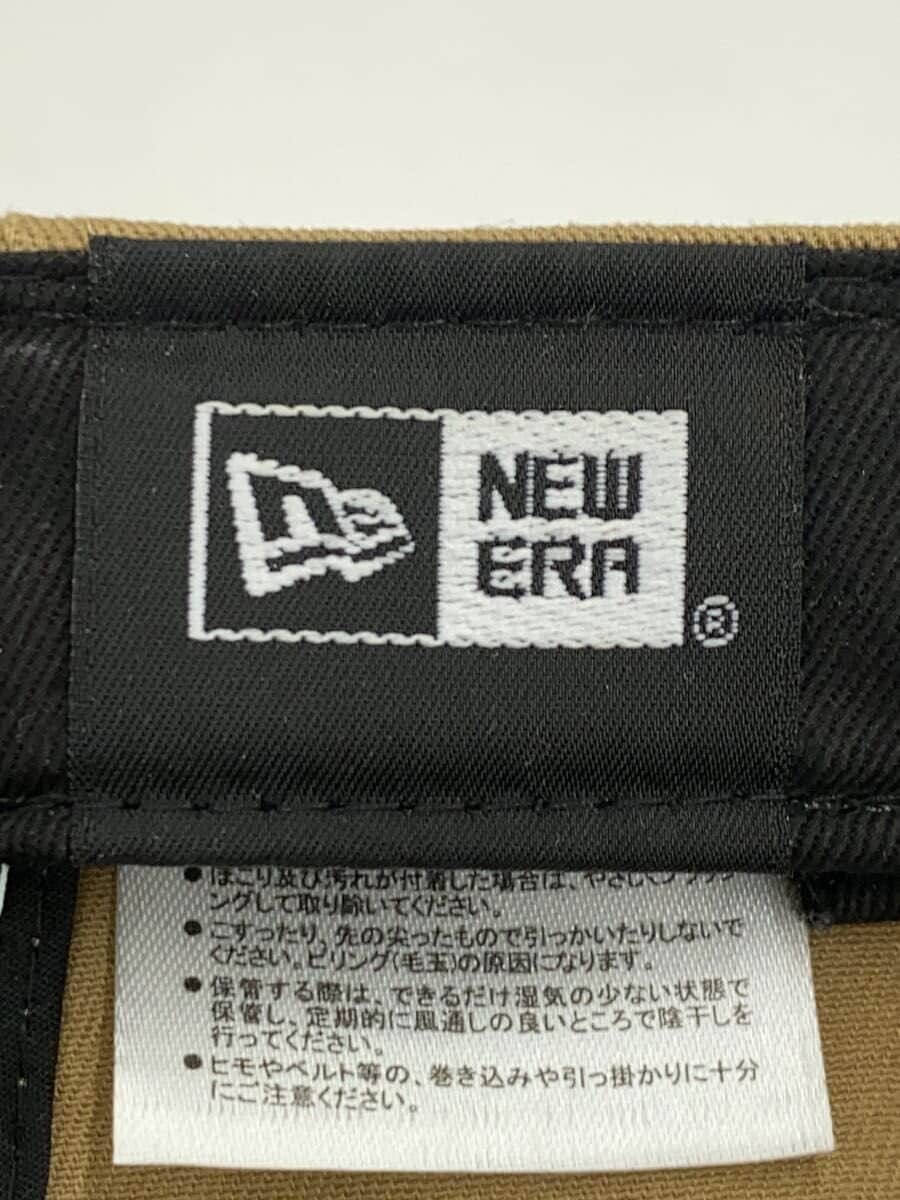 NEW
ERA
®
●ほこり及び汚れが付着した場合は、やさしくブラッシ
ングして取り除いてください。
●こすったり、先の尖ったもので引っかいたりしないで
ください。ピリング(毛玉)の原因になります。
●保管する際は、できるだけ湿気の少ない状態で
保管し、定期的に風通しの良いところで陰干しを
行ってください。
●ヒモやベルト等の、巻き込みや引っ掛かりに十分
にご注意ください。